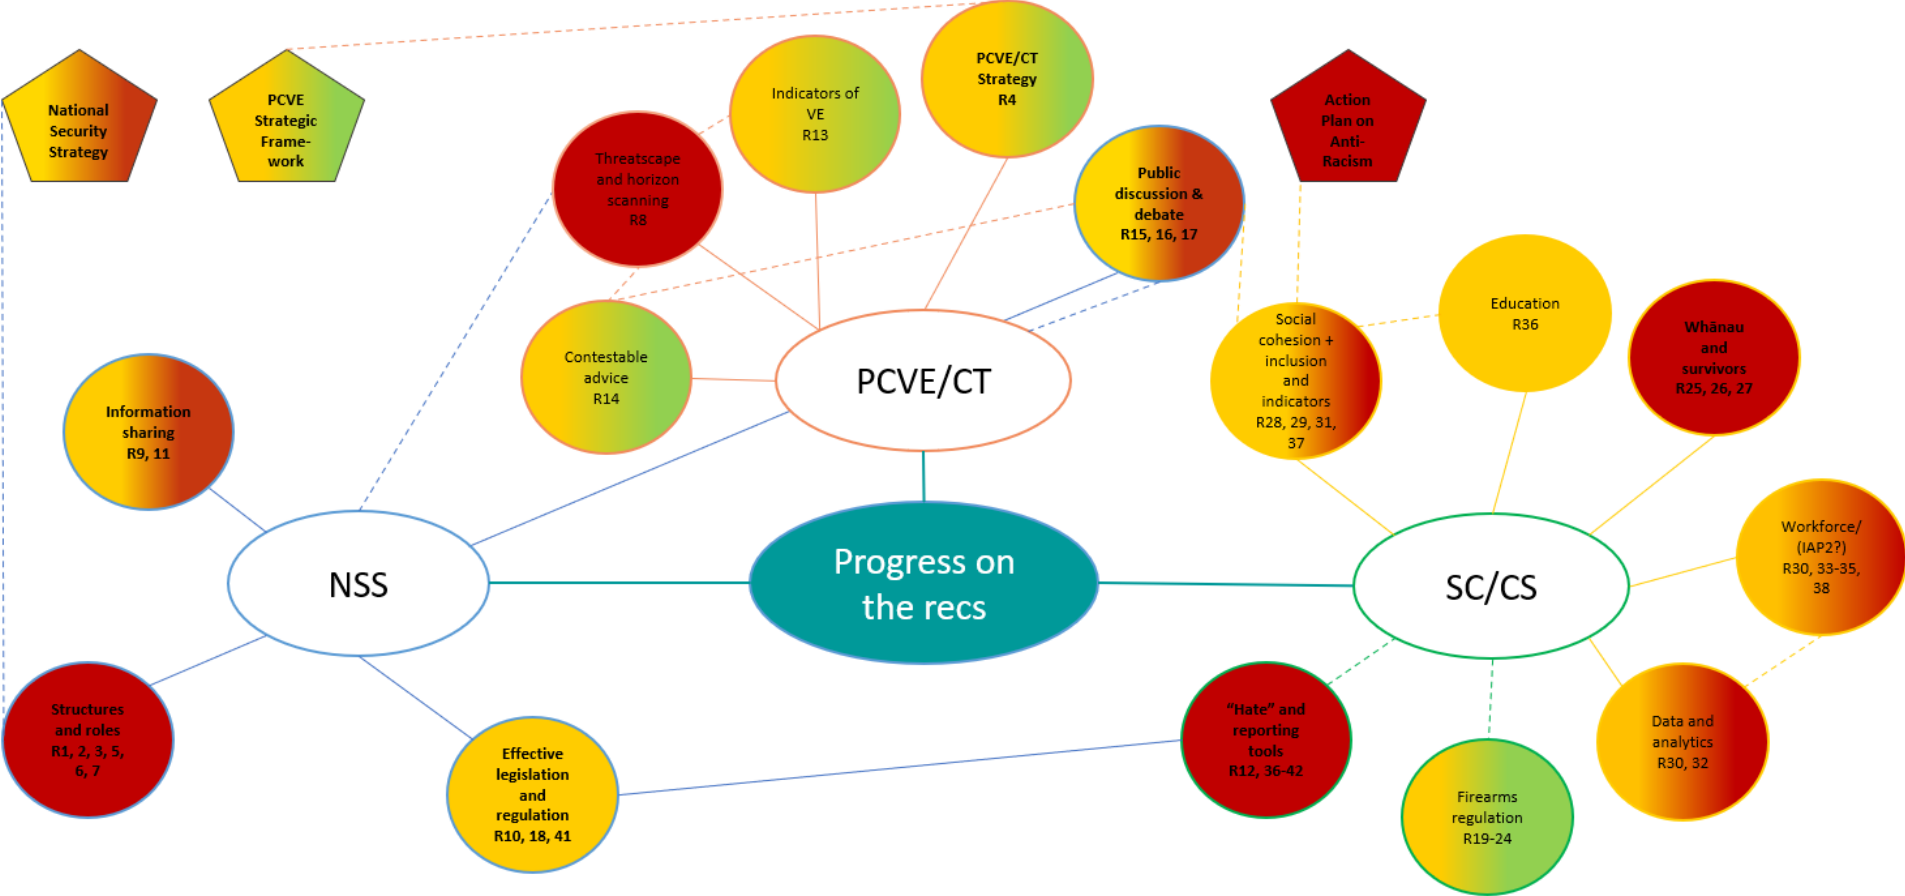 National
Security
Strategy
PCVE
Strategic
Frame-
work
Threatscape
and horizon
scanning
R8
Indicators of
VE
R13
PCVE/CT
Strategy
R4
Public
discussion &
debate
R15, 16, 17
Action
Plan on
Anti-
Racism
Information
sharing
R9, 11
Contestable
advice
R14
PCVE/CT
Social
cohesion +
inclusion
and
indicators
R28, 29, 31,
37
Education
R36
Whānau
and
survivors
R25, 26, 27
NSS
Progress on
the recs
SC/CS
Workforce/
(IAP2?)
R30, 33-35,
38
Structures
and roles
R1, 2, 3, 5,
6, 7
Effective
legislation
and
regulation
R10, 18, 41
"Hate" and
reporting
tools
R12, 36-42
Firearms
regulation
R19-24
Data and
analytics
R30, 32